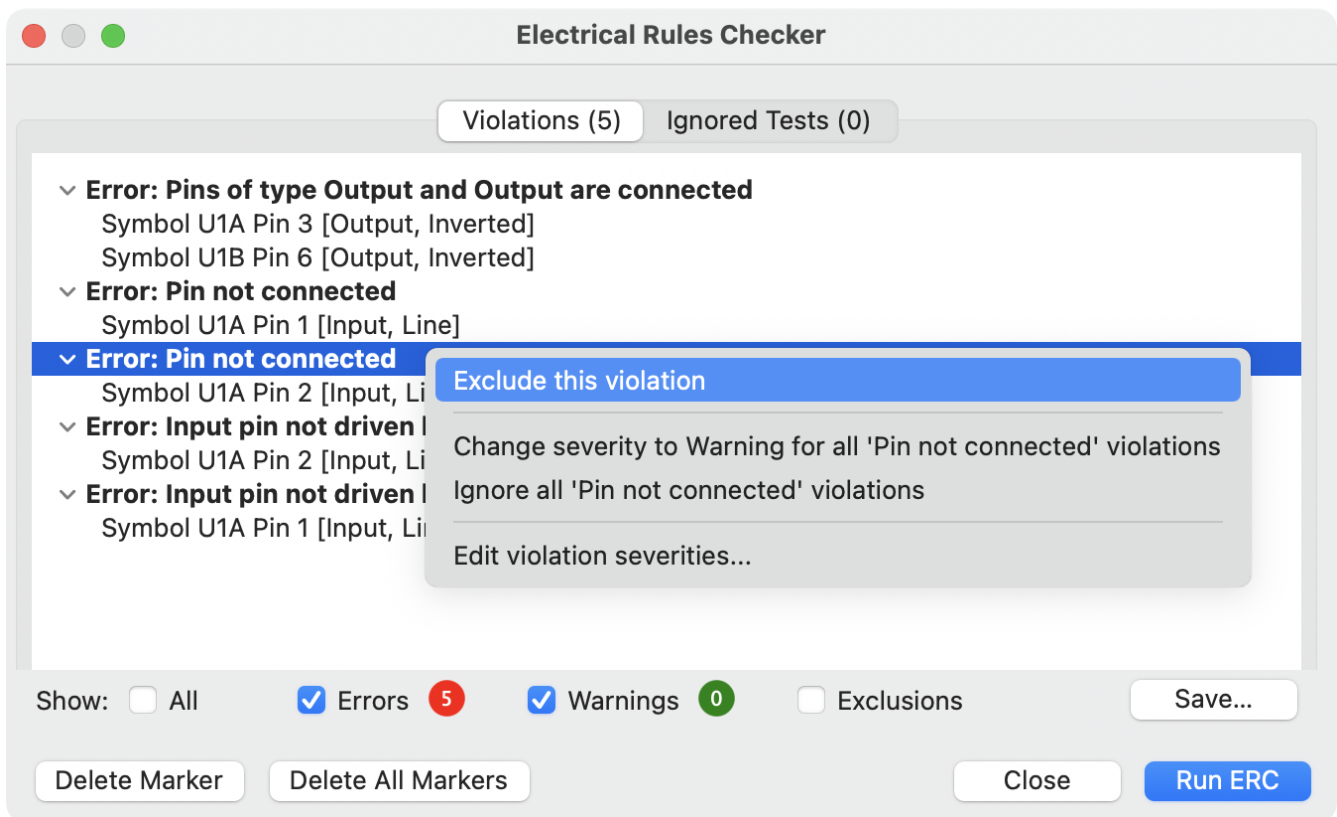 Electrical Rules Checker
Violations (5) Ignored Tests (0)
Error: Pins of type Output and Output are connected
Symbol U1A Pin 3 [Output, Inverted]
Symbol U1B Pin 6 [Output, Inverted]
Error: Pin not connected
Symbol U1A Pin 1 [Input, Line]
Error: Pin not connected
Symbol U1A Pin 2 [Input,
Error: Input pin not driven
Symbol U1A Pin 2 [Input,
Error: Input pin not driven
Symbol U1A Pin 1 [Input,
Exclude this violation
Change severity to Warning for all 'Pin not connected' violations
Ignore all 'Pin not connected' violations
Edit violation severities...
Show: All Errors 5 Warnings 0 Exclusions Save...
Delete Marker Delete All Markers Close Run ERC